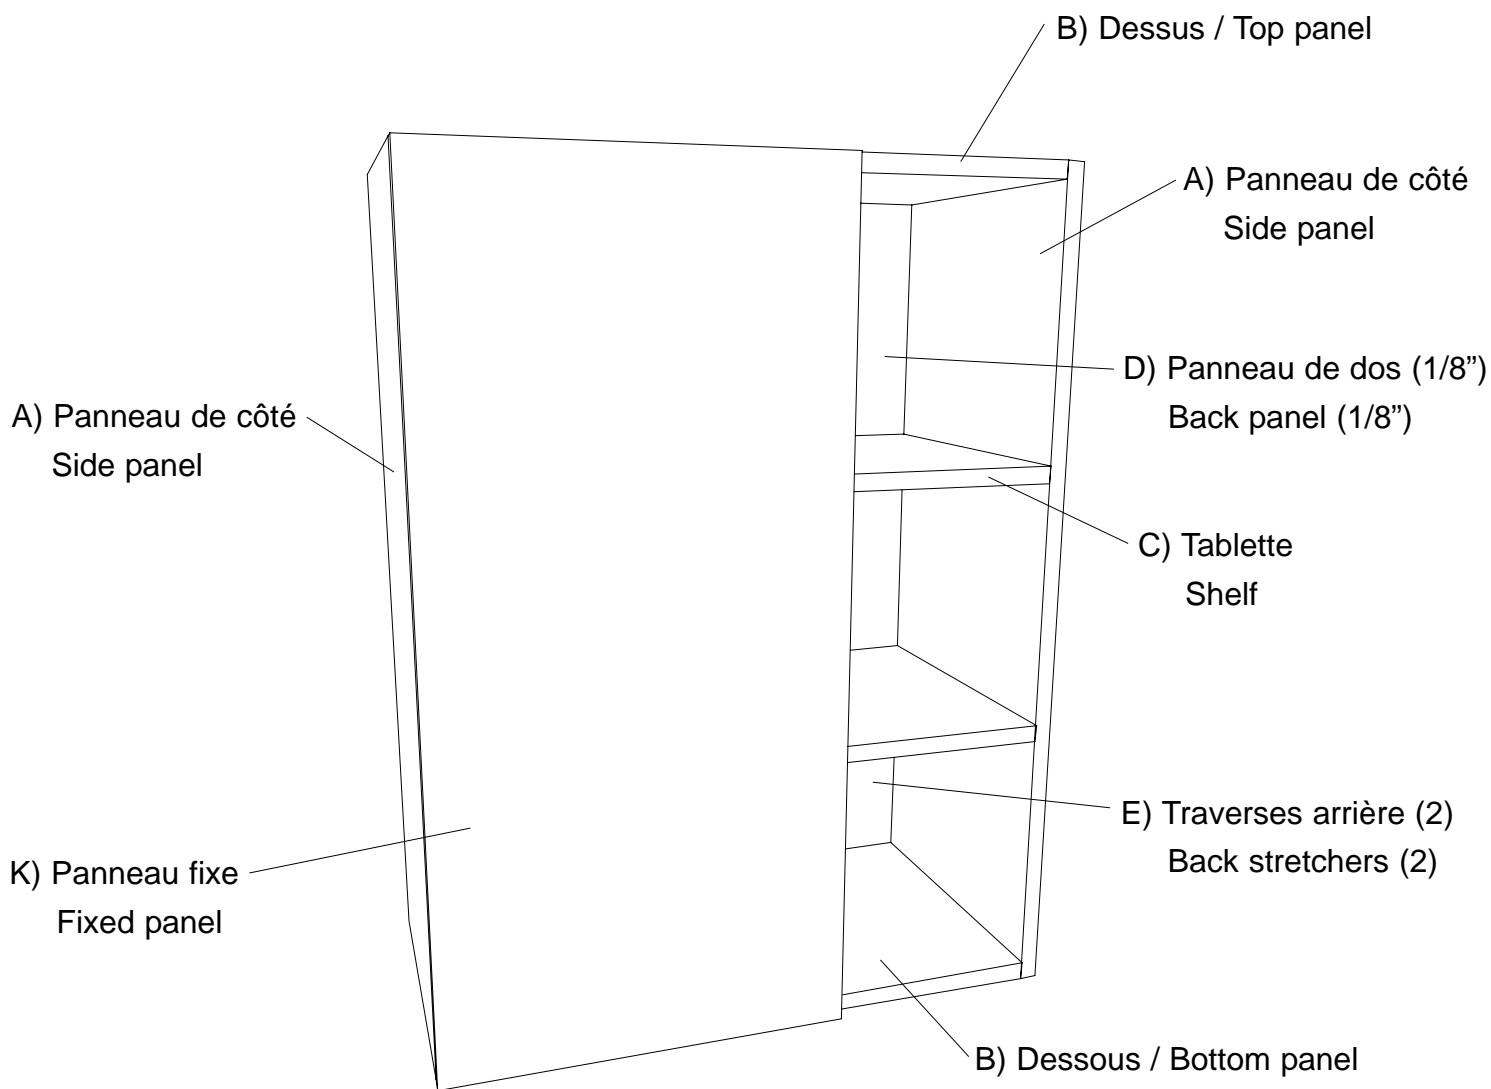 B) Dessus / Top panel
A) Panneau de côté
Side panel
D) Panneau de dos (1/8”)
Back panel (1/8”)
A) Panneau de côté
Side panel
C) Tablette
Shelf
E) Traverses arrière (2)
Back stretchers (2)
K) Panneau fixe
Fixed panel
B) Dessous / Bottom panel